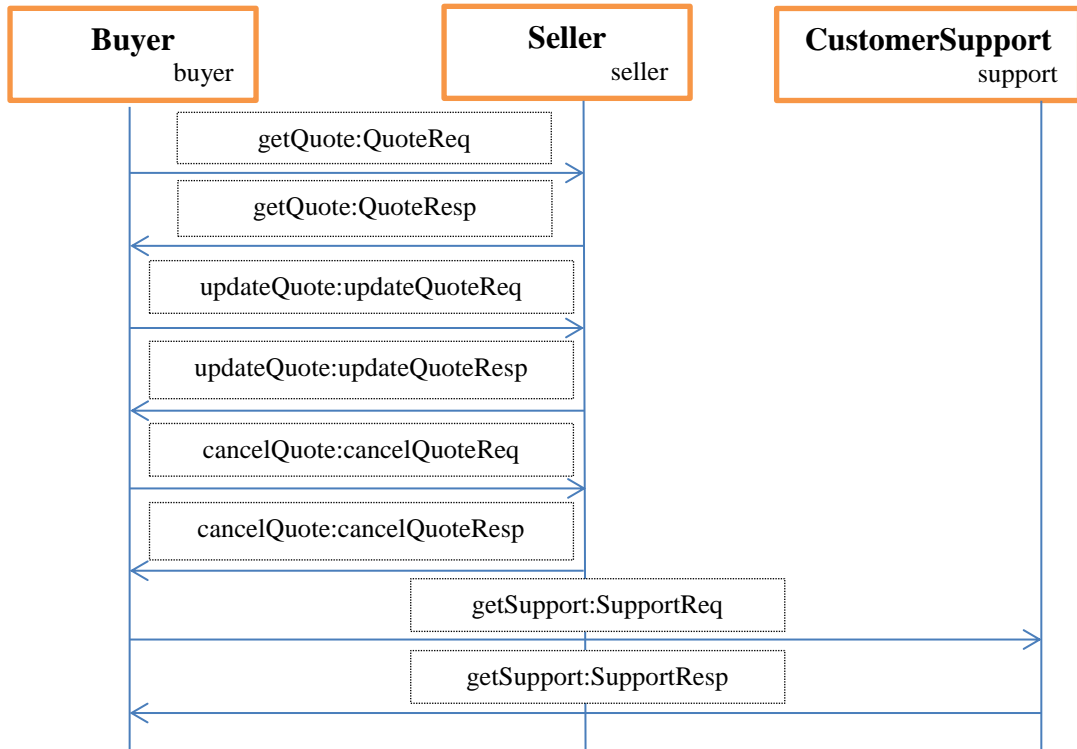 Buyer
buyer
Seller
seller
CustomerSupport
support
getQuote:QuoteReq
getQuote:QuoteResp
updateQuote:updateQuoteReq
updateQuote:updateQuoteResp
cancelQuote:cancelQuoteReq
cancelQuote:cancelQuoteResp
getSupport:SupportReq
getSupport:SupportResp